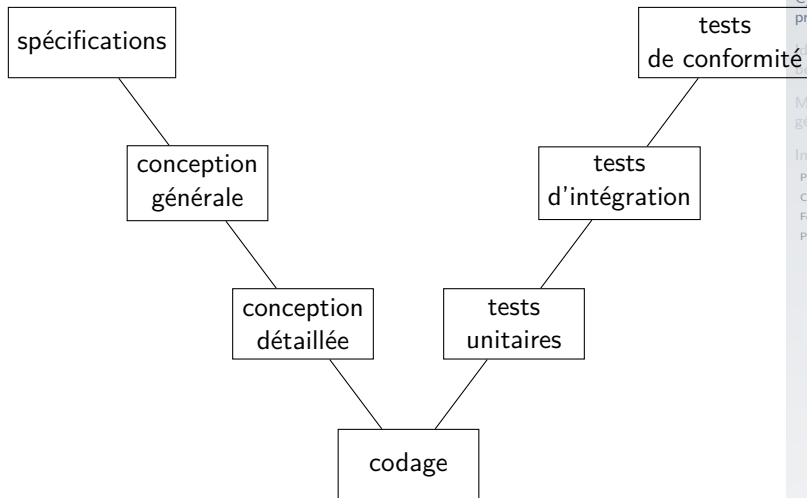 spécifications
tests
de conformité
conception
générale
tests
d'intégration
conception
détaillée
tests
unitaires
codage